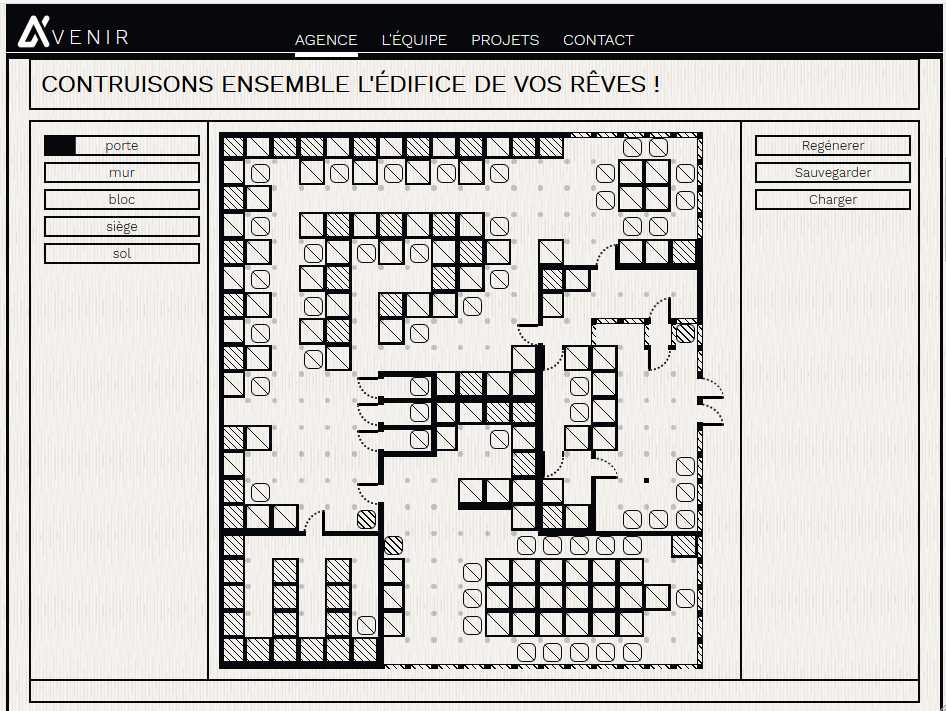 AVENIR
AGENCE L'ÉQUIPE PROJETS CONTACT
CONTRUISONS ENSEMBLE L'ÉDIFICE DE VOS RÊVES !
porte
mur
bloc
siège
sol
Regénerer
Sauvegarder
Charger